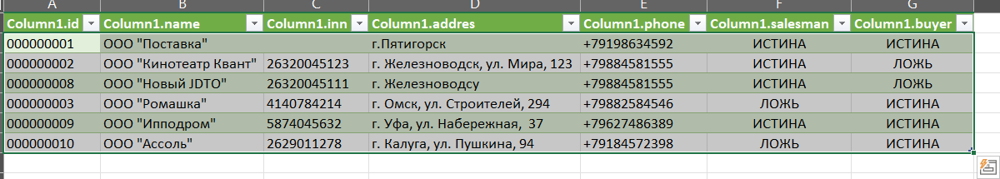 A B C D E F G
Column1.id Column1.name Column1.inn Column1.addres Column1.phone Column1.salesman Column1.buyer
000000001 ООО "Поставка" г.Пятигорск +79198634592 ИСТИНА ИСТИНА
000000002 ООО "Кинотеатр Квант" 26320045123 г. Железноводск, ул. Мира, 123 +79884581555 ИСТИНА ЛОЖЬ
000000008 ООО "Новый JDTO" 26320045111 г. Железноводсу +79884581555 ИСТИНА ЛОЖЬ
000000003 ООО "Ромашка" 4140784214 г. Омск, ул. Строителей, 294 +79882584546 ЛОЖЬ ИСТИНА
000000009 ООО "Ипподром" 5874045632 г. Уфа, ул. Набережная,  37 +79627486389 ИСТИНА ИСТИНА
000000010 ООО "Ассоль" 2629011278 г. Калуга, ул. Пушкина, 94 +79184572398 ЛОЖЬ ИСТИНА